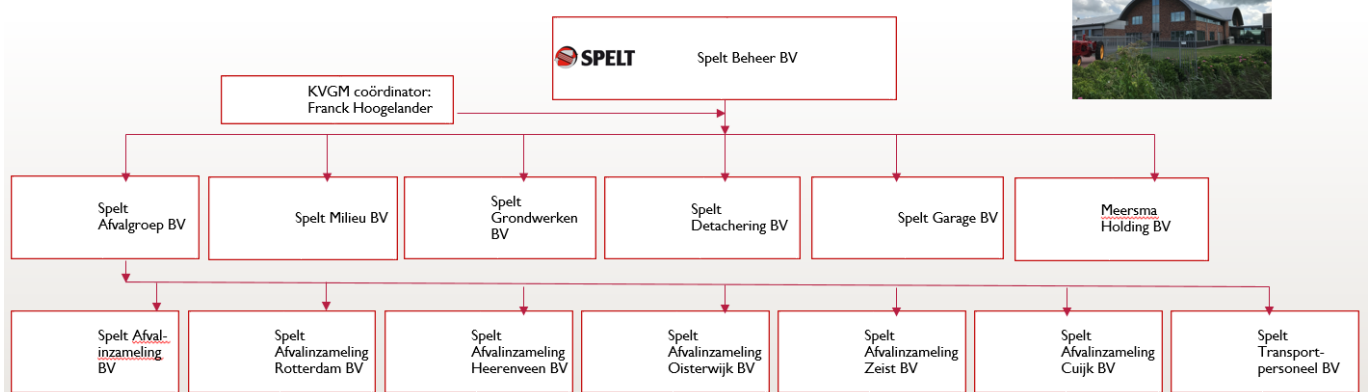 SPELT
Spelt Beheer BV
KVGM coördinator:
Franck Hoogelander
Spelt
Afvalgroep BV
Spelt Milieu BV
Spelt
Grondwerken
BV
Spelt
Detachering BV
Spelt Garage BV
Meersma
Holding BV
Spelt Afval-
inzameling
BV
Spelt
Afvalinzameling
Rotterdam BV
Spelt
Afvalinzameling
Heerenveen BV
Spelt
Afvalinzameling
Oisterwijk BV
Spelt
Afvalinzameling
Zeist BV
Spelt
Afvalinzameling
Cuijk BV
Spelt
Transport-
personeel BV